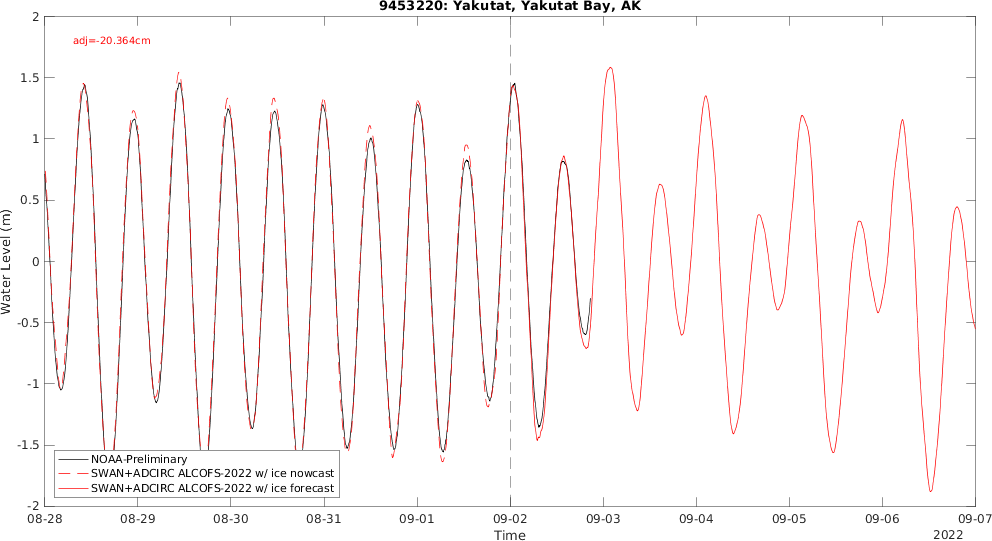 9453220: Yakutat, Yakutat Bay, AK
2
adj=-20.364cm
1.5
1
0.5
0
-0.5
-1
-1.5
-2
Water Level (m)
NOAA-Preliminary
SWAN+ADCIRC ALCOFS-2022 w/ ice nowcast
SWAN+ADCIRC ALCOFS-2022 w/ ice forecast
08-28 08-29 08-30 08-31 09-01 09-02 09-03 09-04 09-05 09-06 09-07
Time
2022